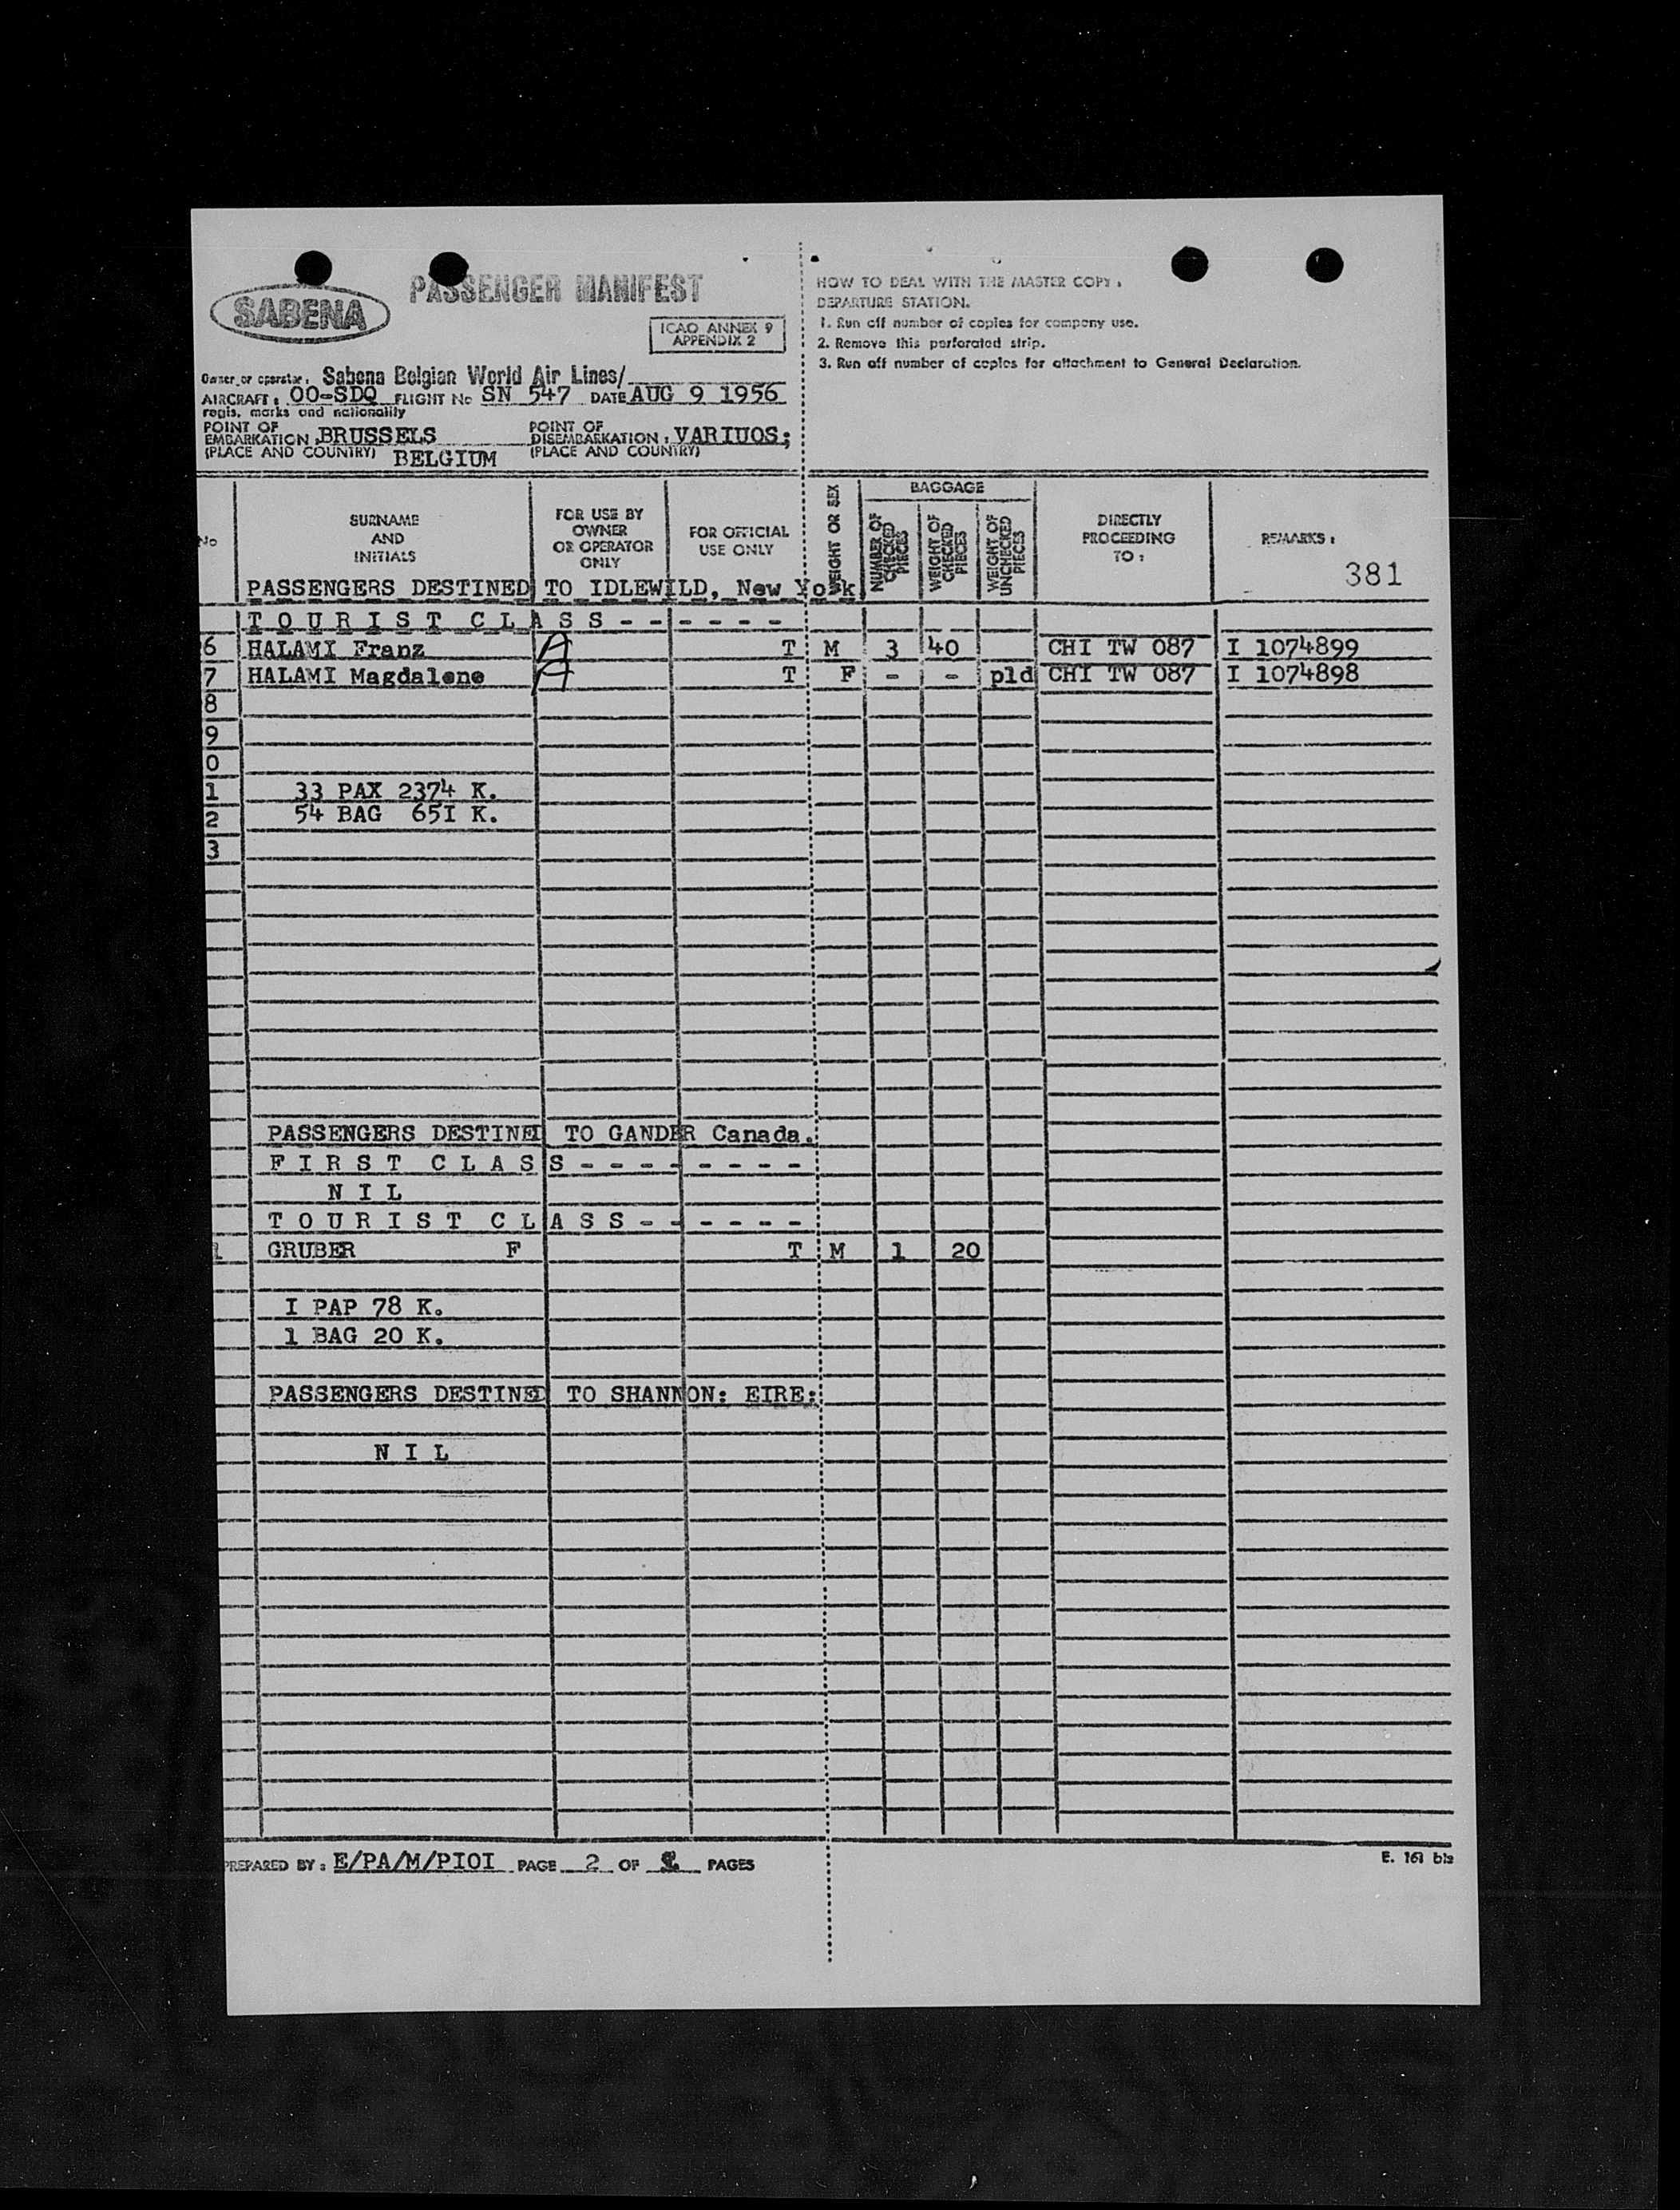 SABENA
PASSENGER MANIFEST
ICAO ANNEX 9
APPENDIX 2
Owner or operator: Sabena Belgian World Air Lines/
AIRCRAFT: OO-SDQ FLIGHT No SN 547 DATE AUG 9 1956
regis. marks and nationality
POINT OF EMBARKATION: BRUSSELS POINT OF DISEMBARKATION: VARIUOS;
(PLACE AND COUNTRY) BELGIUM (PLACE AND COUNTRY)
HOW TO DEAL WITH THE MASTER COPY:
DEPARTURE STATION.
1. Run off number of copies for company use.
2. Remove this perforated strip.
3. Run off number of copies for attachment to General Declaration.
No SURNAME AND INITIALS FOR USE BY OWNER OR OPERATOR ONLY FOR OFFICIAL USE ONLY WEIGHT OR SEX BAGGAGE NUMBER OF CHECKED PIECES WEIGHT OF CHECKED PIECES WEIGHT OF UNCHECKED PIECES DIRECTLY PROCEEDING TO: REMARKS:
381
PASSENGERS DESTINED TO IDLEWILD, New York
T O U R I S T C L A S S - - - - - - -
6 HALAMI Franz A T M 3 40 CHI TW 087 I 1074899
7 HALAMI Magdalene A T F - - pld CHI TW 087 I 1074898
8
9
0
1 33 PAX 2374 K.
2 54 BAG 65I K.
3
PASSENGERS DESTINED TO GANDER Canada.
F I R S T C L A S S - - - - - - - -
N I L
T O U R I S T C L A S S - - - - - -
1 GRUBER F T M 1 20
I PAP 78 K.
1 BAG 20 K.
PASSENGERS DESTINED TO SHANNON: EIRE:
N I L
PREPARED BY: E/PA/M/PIOI PAGE 2 OF PAGES
E. 161 bis